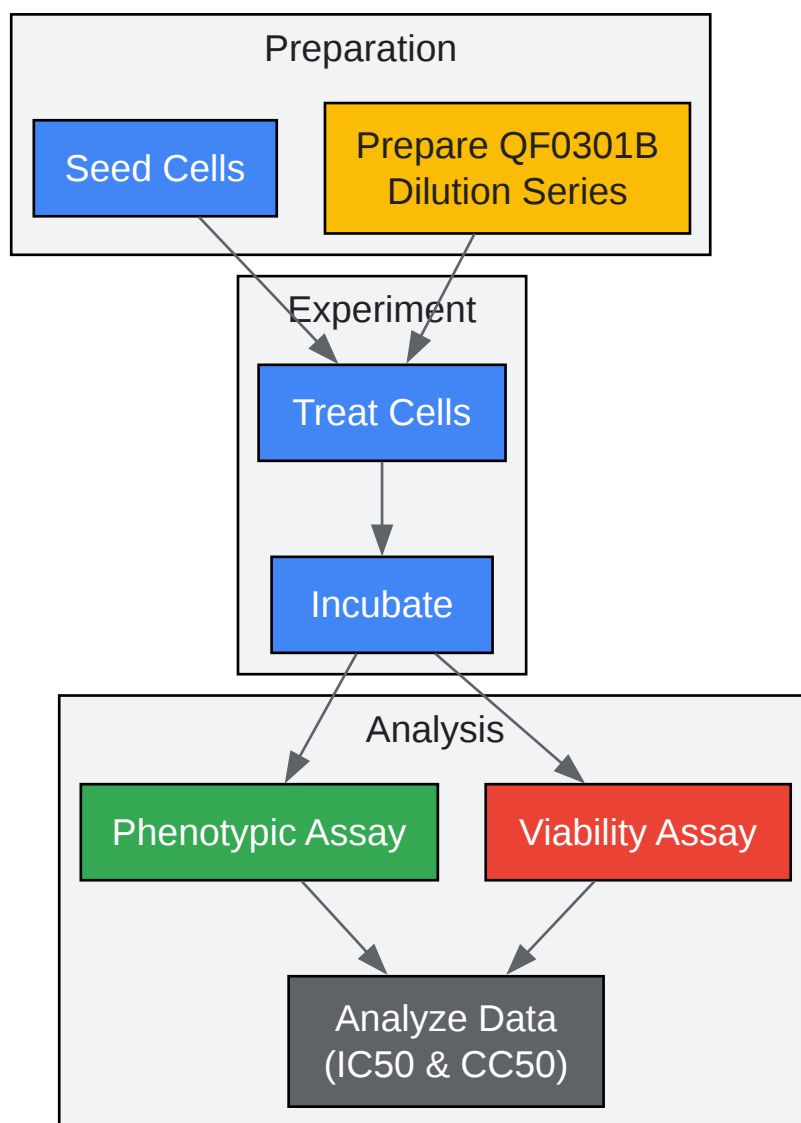 Preparation
Seed Cells
Prepare QF0301B
Dilution Series
Experiment
Treat Cells
Incubate
Analysis
Phenotypic Assay
Viability Assay
Analyze Data
(IC50 & CC50)